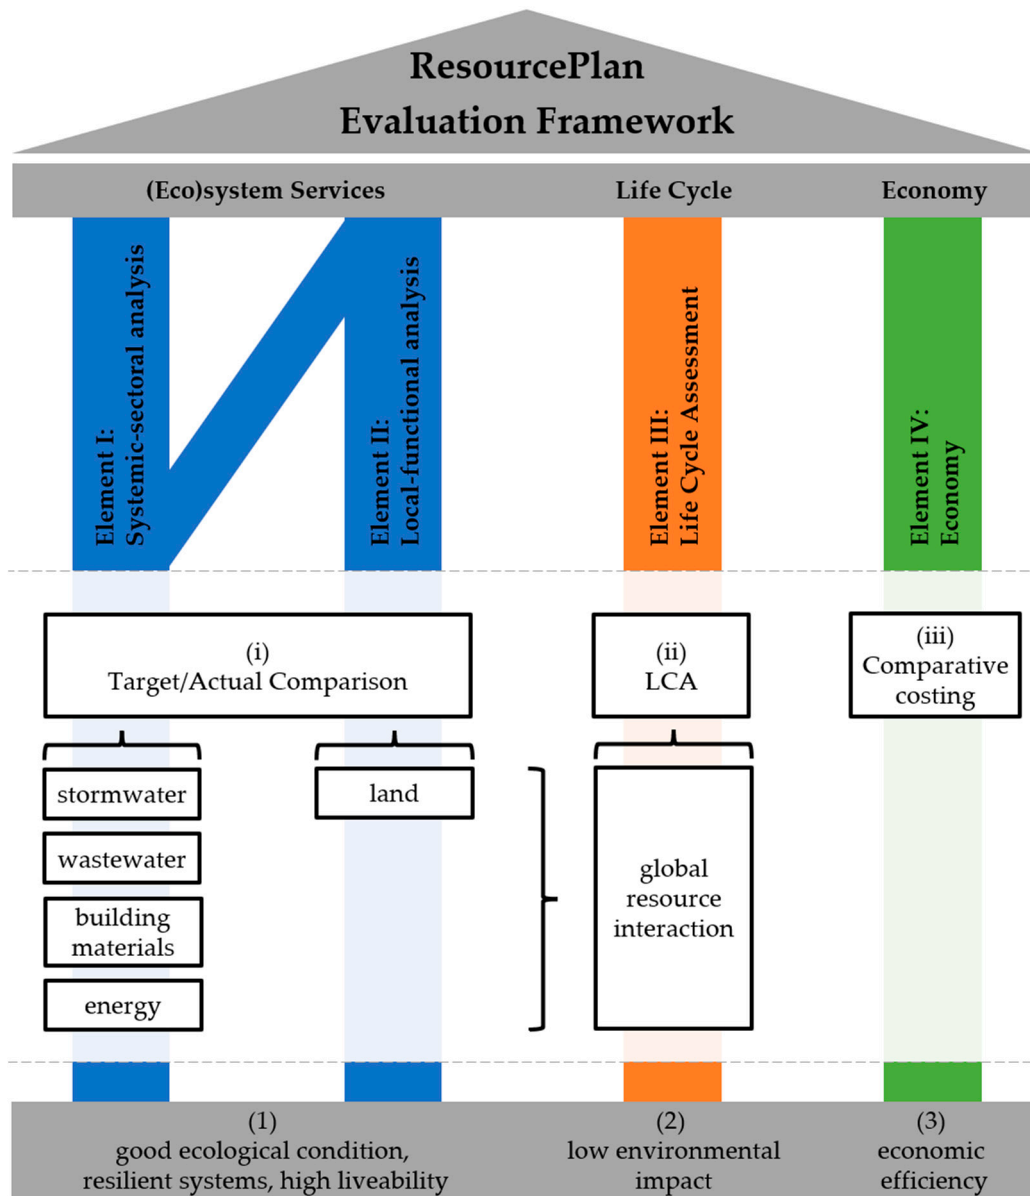 ResourcePlan
Evaluation Framework
(Eco)system Services
Life Cycle
Economy
Element I:
Systemic-sectoral analysis
Element II:
Local-functional analysis
Element III:
Life Cycle Assessment
Element IV:
Economy
(i)
Target/Actual Comparison
(ii)
LCA
(iii)
Comparative
costing
stormwater
wastewater
building
materials
energy
land
global
resource
interaction
(1)
good ecological condition,
resilient systems, high liveability
(2)
low environmental
impact
(3)
economic
efficiency